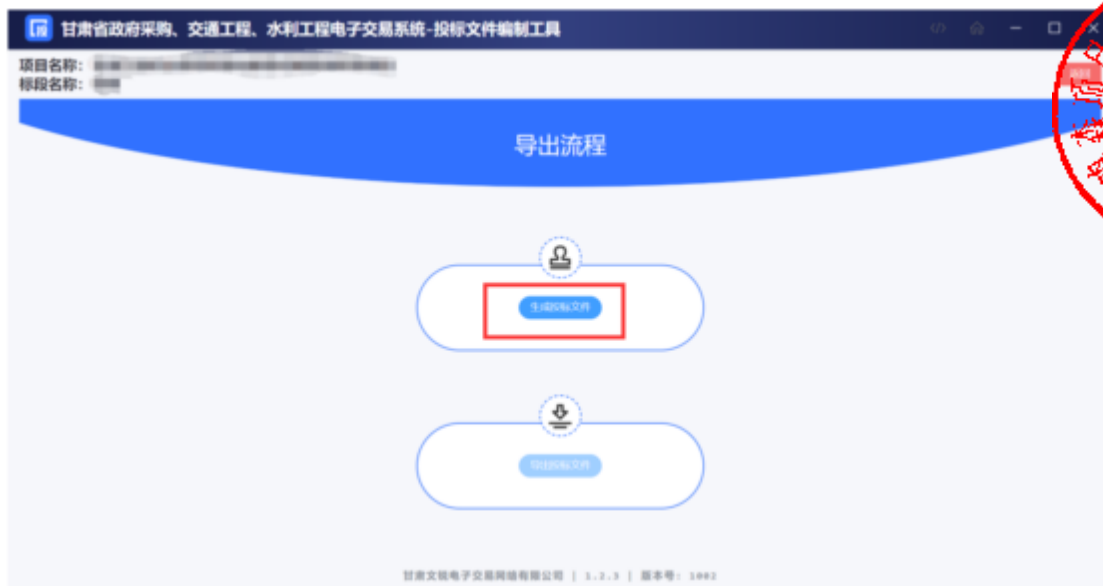 甘肃省政府采购、交通工程、水利工程电子交易系统-投标文件编制工具
项目名称：
标段名称：
返回
导出流程
生成投标文件
导出投标文件
甘肃文锐电子交易网络有限公司 | 1.2.3 | 版本号: 1002